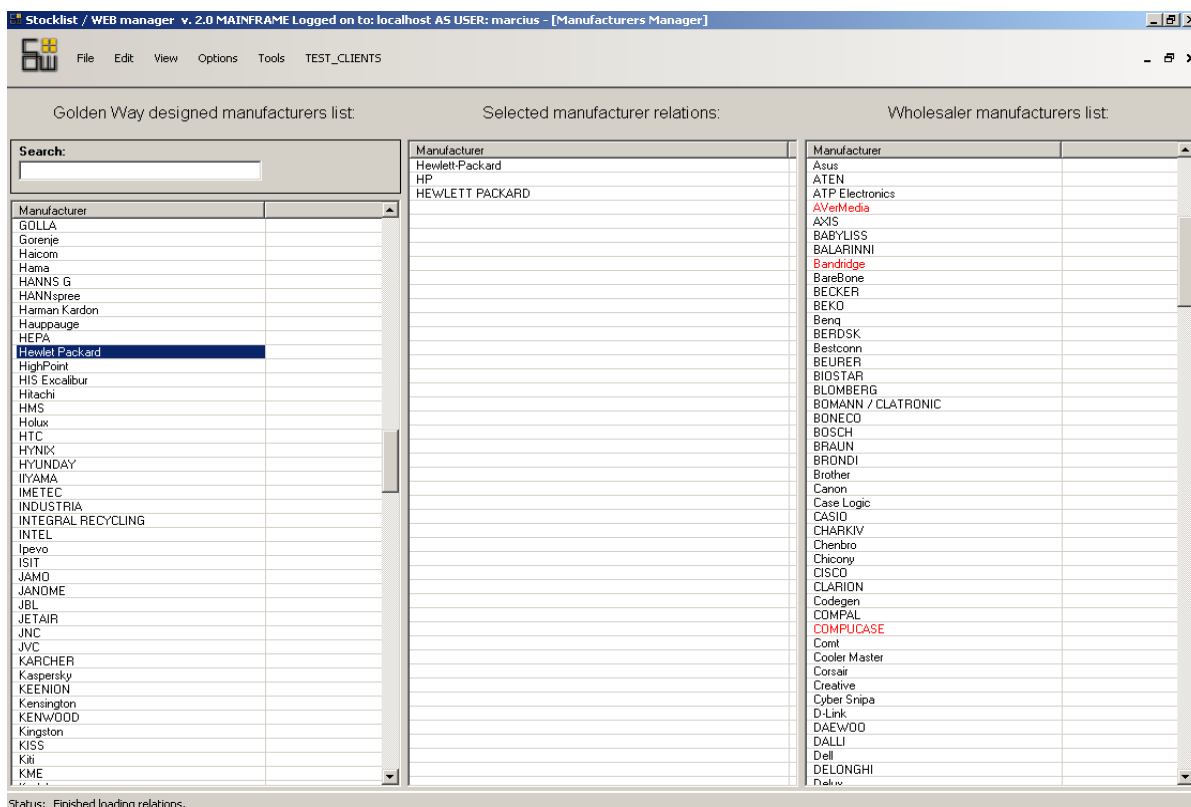 Stocklist / WEB manager v. 2.0 MAINFRAME Logged on to: localhost AS USER: marcius - [Manufacturers Manager]
File Edit View Options Tools TEST_CLIENTS
Golden Way designed manufacturers list:
Search:
Manufacturer
GOLLA
Gorenje
Haicom
Hama
HANNS G
HANNspree
Harman Kardon
Hauppauge
HEPA
Hewlet Packard
HighPoint
HIS Excalibur
Hitachi
HMS
Holux
HTC
HYNIX
HYUNDAY
IIYAMA
IMETEC
INDUSTRIA
INTEGRAL RECYCLING
INTEL
Ipevo
ISIT
JAMO
JANOME
JBL
JETAIR
JNC
JVC
KARCHER
Kaspersky
KEENION
Kensington
KENWOOD
Kingston
KISS
Kiti
KME
Selected manufacturer relations:
Manufacturer
Hewlett-Packard
HP
HEWLETT PACKARD
Wholesaler manufacturers list:
Manufacturer
Asus
ATEN
ATP Electronics
AVerMedia
AXIS
BABYLISS
BALARINNI
Bandridge
BareBone
BECKER
BEKO
Benq
BERDSK
Bestconn
BEURER
BIOSTAR
BLOMBERG
BOMANN / CLATRONIC
BONECO
BOSCH
BRAUN
BRONDI
Brother
Canon
Case Logic
CASIO
CHARKIV
Chenbro
Chicony
CISCO
CLARION
Codegen
COMPAL
COMPUCASE
Comt
Cooler Master
Corsair
Creative
Cyber Snipa
D-Link
DAEWOO
DALLI
Dell
DELONGHI
Delux
Status: Finished loading relations.